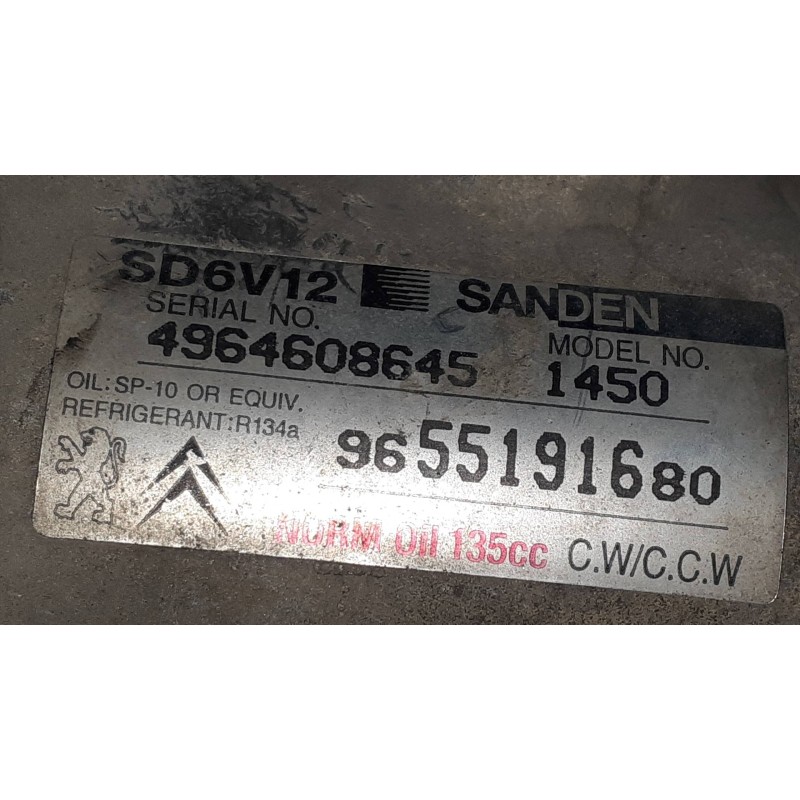 SD6V12 SANDEN
SERIAL NO. MODEL NO.
4964608645 1450
OIL: SP-10 OR EQUIV.
REFRIGERANT: R134a
9655191680
NORM Oil 135cc C.W/C.C.W